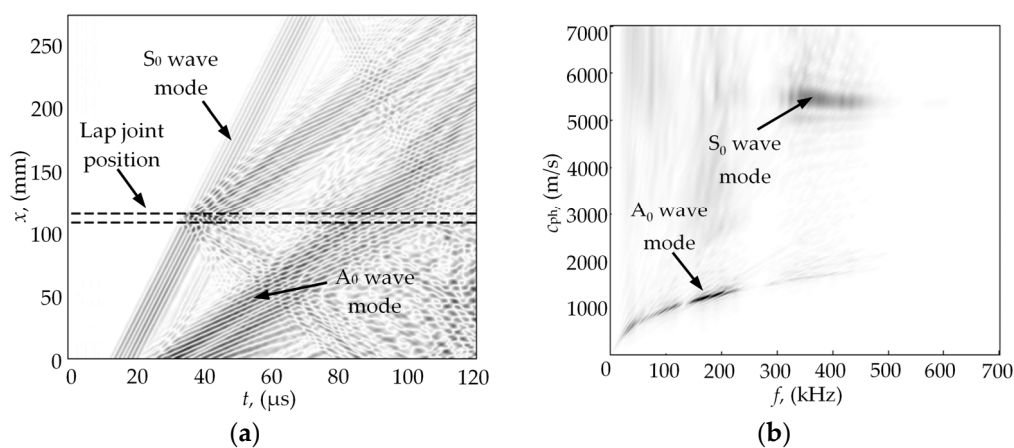 250
200
150
100
50
0
x, (mm)
S0 wave
mode
Lap joint
position
A0 wave
mode
0 20 40 60 80 100 120
t, (µs)
(a)
7000
6000
5000
4000
3000
2000
1000
0
cph, (m/s)
S0 wave
mode
A0 wave
mode
0 100 200 300 400 500 600 700
f, (kHz)
(b)